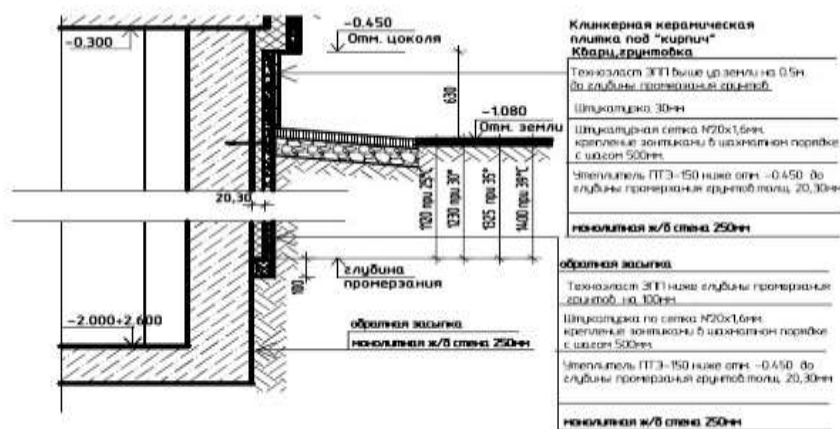 -0.300
-0.450
Отм. цоколя
630
-1.080
Отм. земли
20,30
1120 при 25°С
1230 при 30°
1325 при 35°
1400 при 39°С
100
глубина
промерзания
-2.000÷2.600
обратная засыпка
монолитная ж/б стена 250мм
Клинкерная керамическая
плитка под "кирпич"
Кварц.грунтовка
Техноэласт ЭПП выше ур.земли на 0.5м.
до глубины промерзания грунтов
Штукатурка 30мм
Штукатурная сетка №20х1,6мм.
крепление зонтиками в шахматном порядке
с шагом 500мм.
Утеплитель ПТЭ-150 ниже отм. -0.450 до
глубины промерзания грунтов толщ. 20,30мм
монолитная ж/б стена 250мм
обратная засыпка
Техноэласт ЭПП ниже глубины промерзания
грунтов на 100мм
Штукатурка по сетка №20х1,6мм.
крепление зонтиками в шахматном порядке
с шагом 500мм.
Утеплитель ПТЭ-150 ниже отм. -0.450 до
глубины промерзания грунтов толщ. 20,30мм
монолитная ж/б стена 250мм